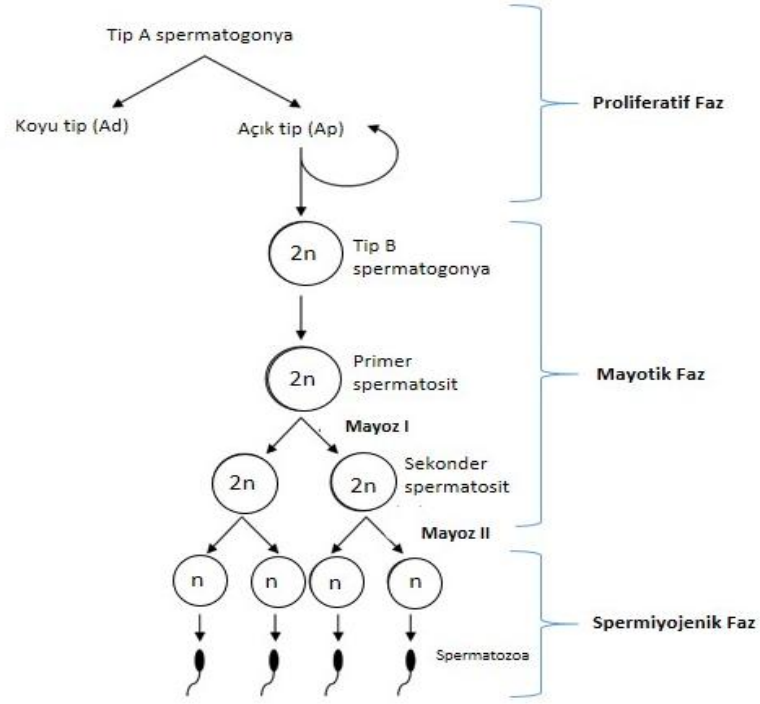 Tip A spermatogonya
Koyu tip (Ad)
Açık tip (Ap)
Proliferatif Faz
2n
Tip B
spermatogonya
2n
Primer
spermatosit
Mayotik Faz
Mayoz I
2n
2n
Sekonder
spermatosit
Mayoz II
n
n
n
n
Spermiyojenik Faz
Spermatozoa